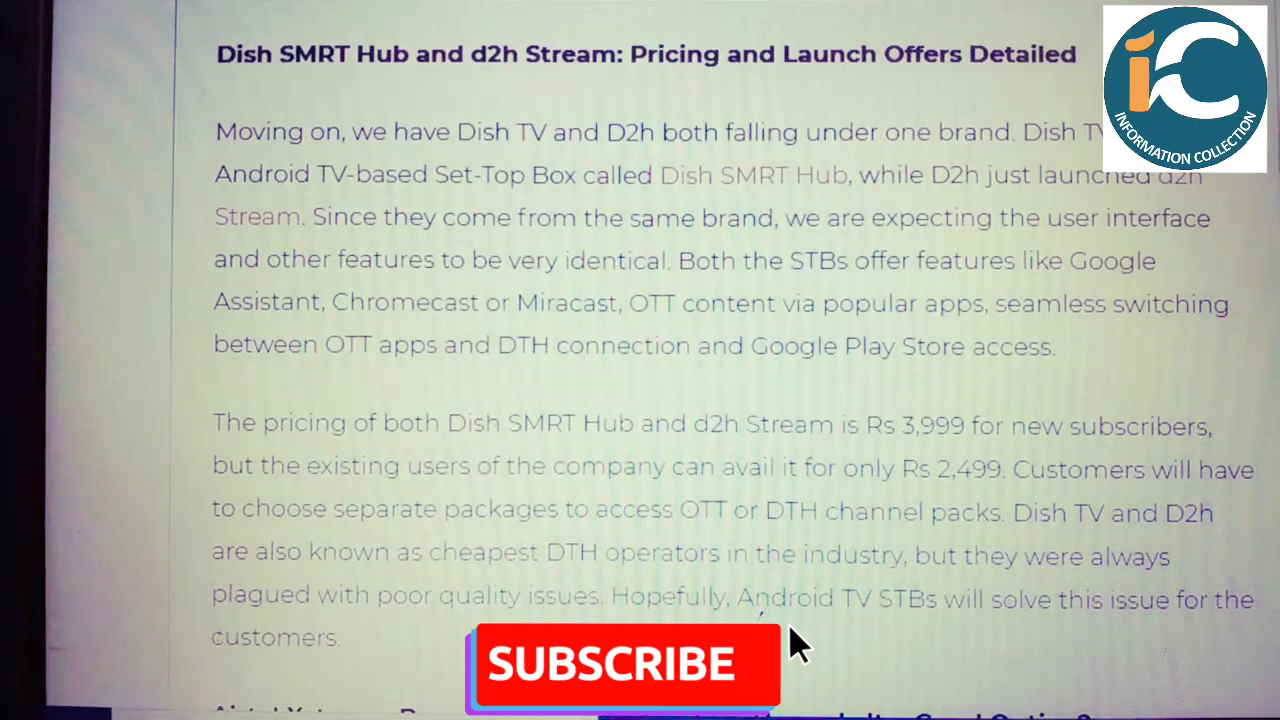 Dish SMRT Hub and d2h Stream: Pricing and Launch Offers Detailed
iC
INFORMATION COLLECTION
Moving on, we have Dish TV and D2h both falling under one brand. Dish TV
Android TV-based Set-Top Box called Dish SMRT Hub, while D2h just launched d2h
Stream. Since they come from the same brand, we are expecting the user interface
and other features to be very identical. Both the STBs offer features like Google
Assistant, Chromecast or Miracast, OTT content via popular apps, seamless switching
between OTT apps and DTH connection and Google Play Store access.
The pricing of both Dish SMRT Hub and d2h Stream is Rs 3,999 for new subscribers,
but the existing users of the company can avail it for only Rs 2,499. Customers will have
to choose separate packages to access OTT or DTH channel packs. Dish TV and D2h
are also known as cheapest DTH operators in the industry, but they were always
plagued with poor quality issues. Hopefully, Android TV STBs will solve this issue for the
customers.
SUBSCRIBE